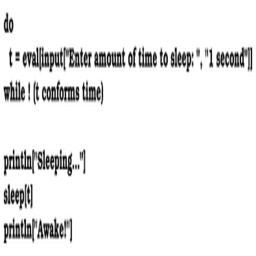 do
t = eval[input["Enter amount of time to sleep: ", "1 second"]]
while ! (t conforms time)
println["Sleeping..."]
sleep[t]
println["Awake!"]